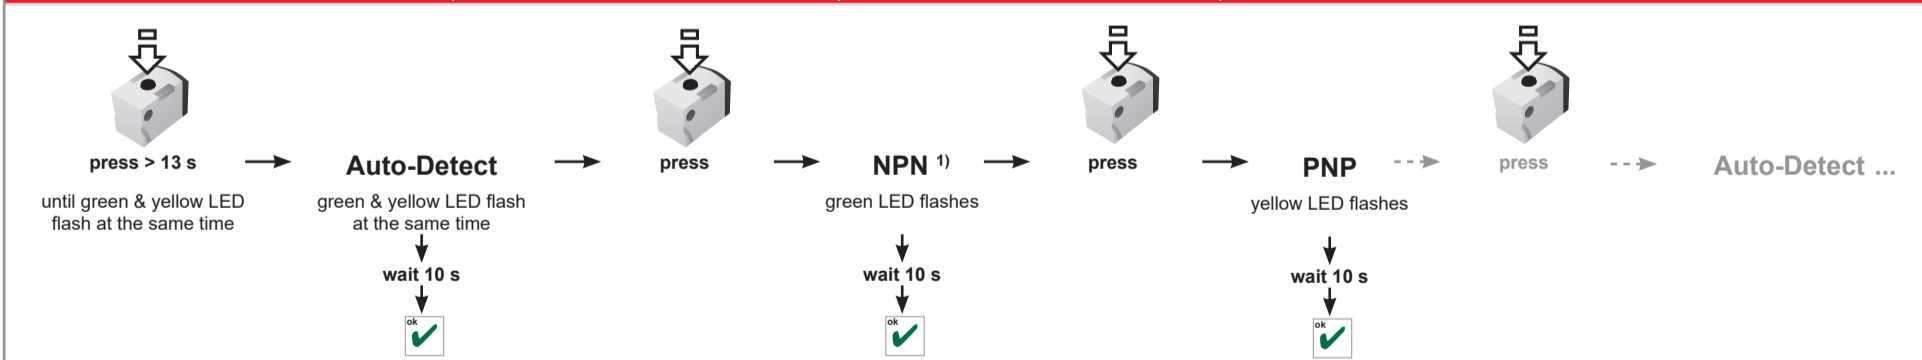 press > 13 s
until green & yellow LED
flash at the same time
Auto-Detect
green & yellow LED flash
at the same time
wait 10 s
ok
press
NPN 1)
green LED flashes
wait 10 s
ok
press
PNP
yellow LED flashes
wait 10 s
ok
press
Auto-Detect ...